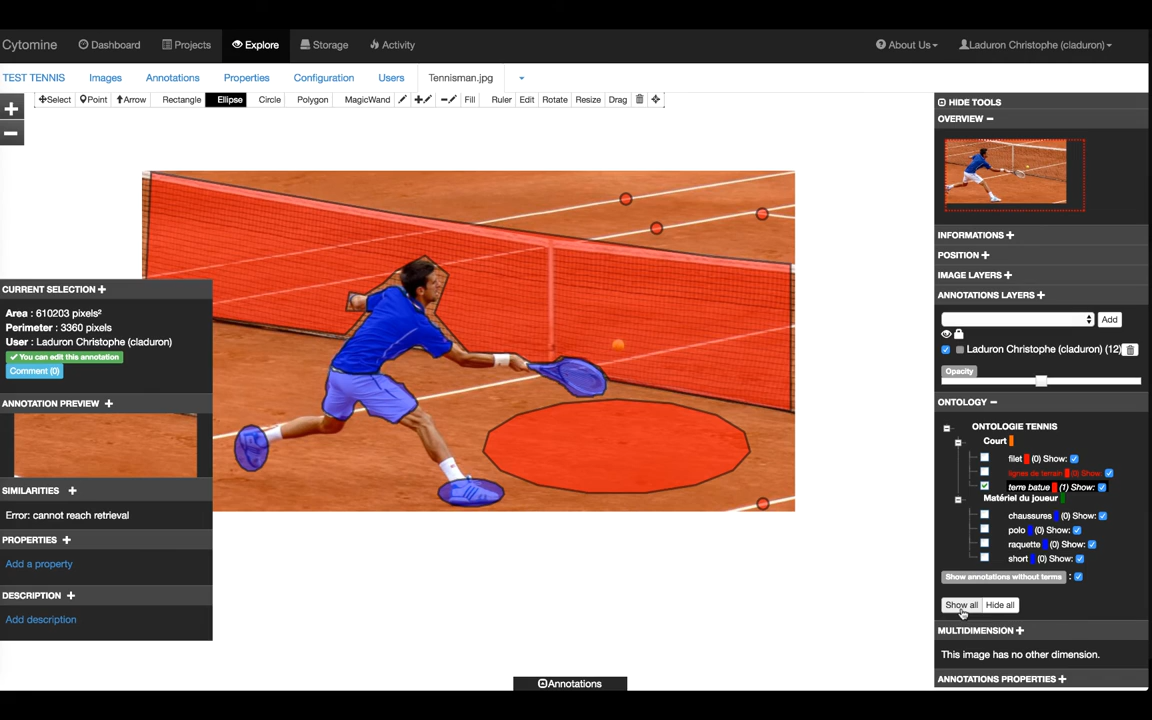 Cytomine Dashboard Projects Explore Storage Activity About Us Laduron Christophe (claduron)
TEST TENNIS Images Annotations Properties Configuration Users Tennisman.jpg
Select Point Arrow Rectangle Ellipse Circle Polygon MagicWand Fill Ruler Edit Rotate Resize Drag
HIDE TOOLS
OVERVIEW
INFORMATIONS
POSITION
IMAGE LAYERS
ANNOTATIONS LAYERS
Add
Laduron Christophe (claduron) (12)
Opacity
ONTOLOGY
ONTOLOGIE TENNIS
Court
filet (0) Show:
lignes de terrain (0) Show:
terre batue (1) Show:
Matériel du joueur
chaussures (0) Show:
polo (0) Show:
raquette (0) Show:
short (0) Show:
Show annotations without terms :
Show all Hide all
MULTIDIMENSION
This image has no other dimension.
ANNOTATIONS PROPERTIES
CURRENT SELECTION
Area : 610203 pixels²
Perimeter : 3360 pixels
User : Laduron Christophe (claduron)
You can edit this annotation
Comment (0)
ANNOTATION PREVIEW
SIMILARITIES
Error: cannot reach retrieval
PROPERTIES
Add a property
DESCRIPTION
Add description
Annotations